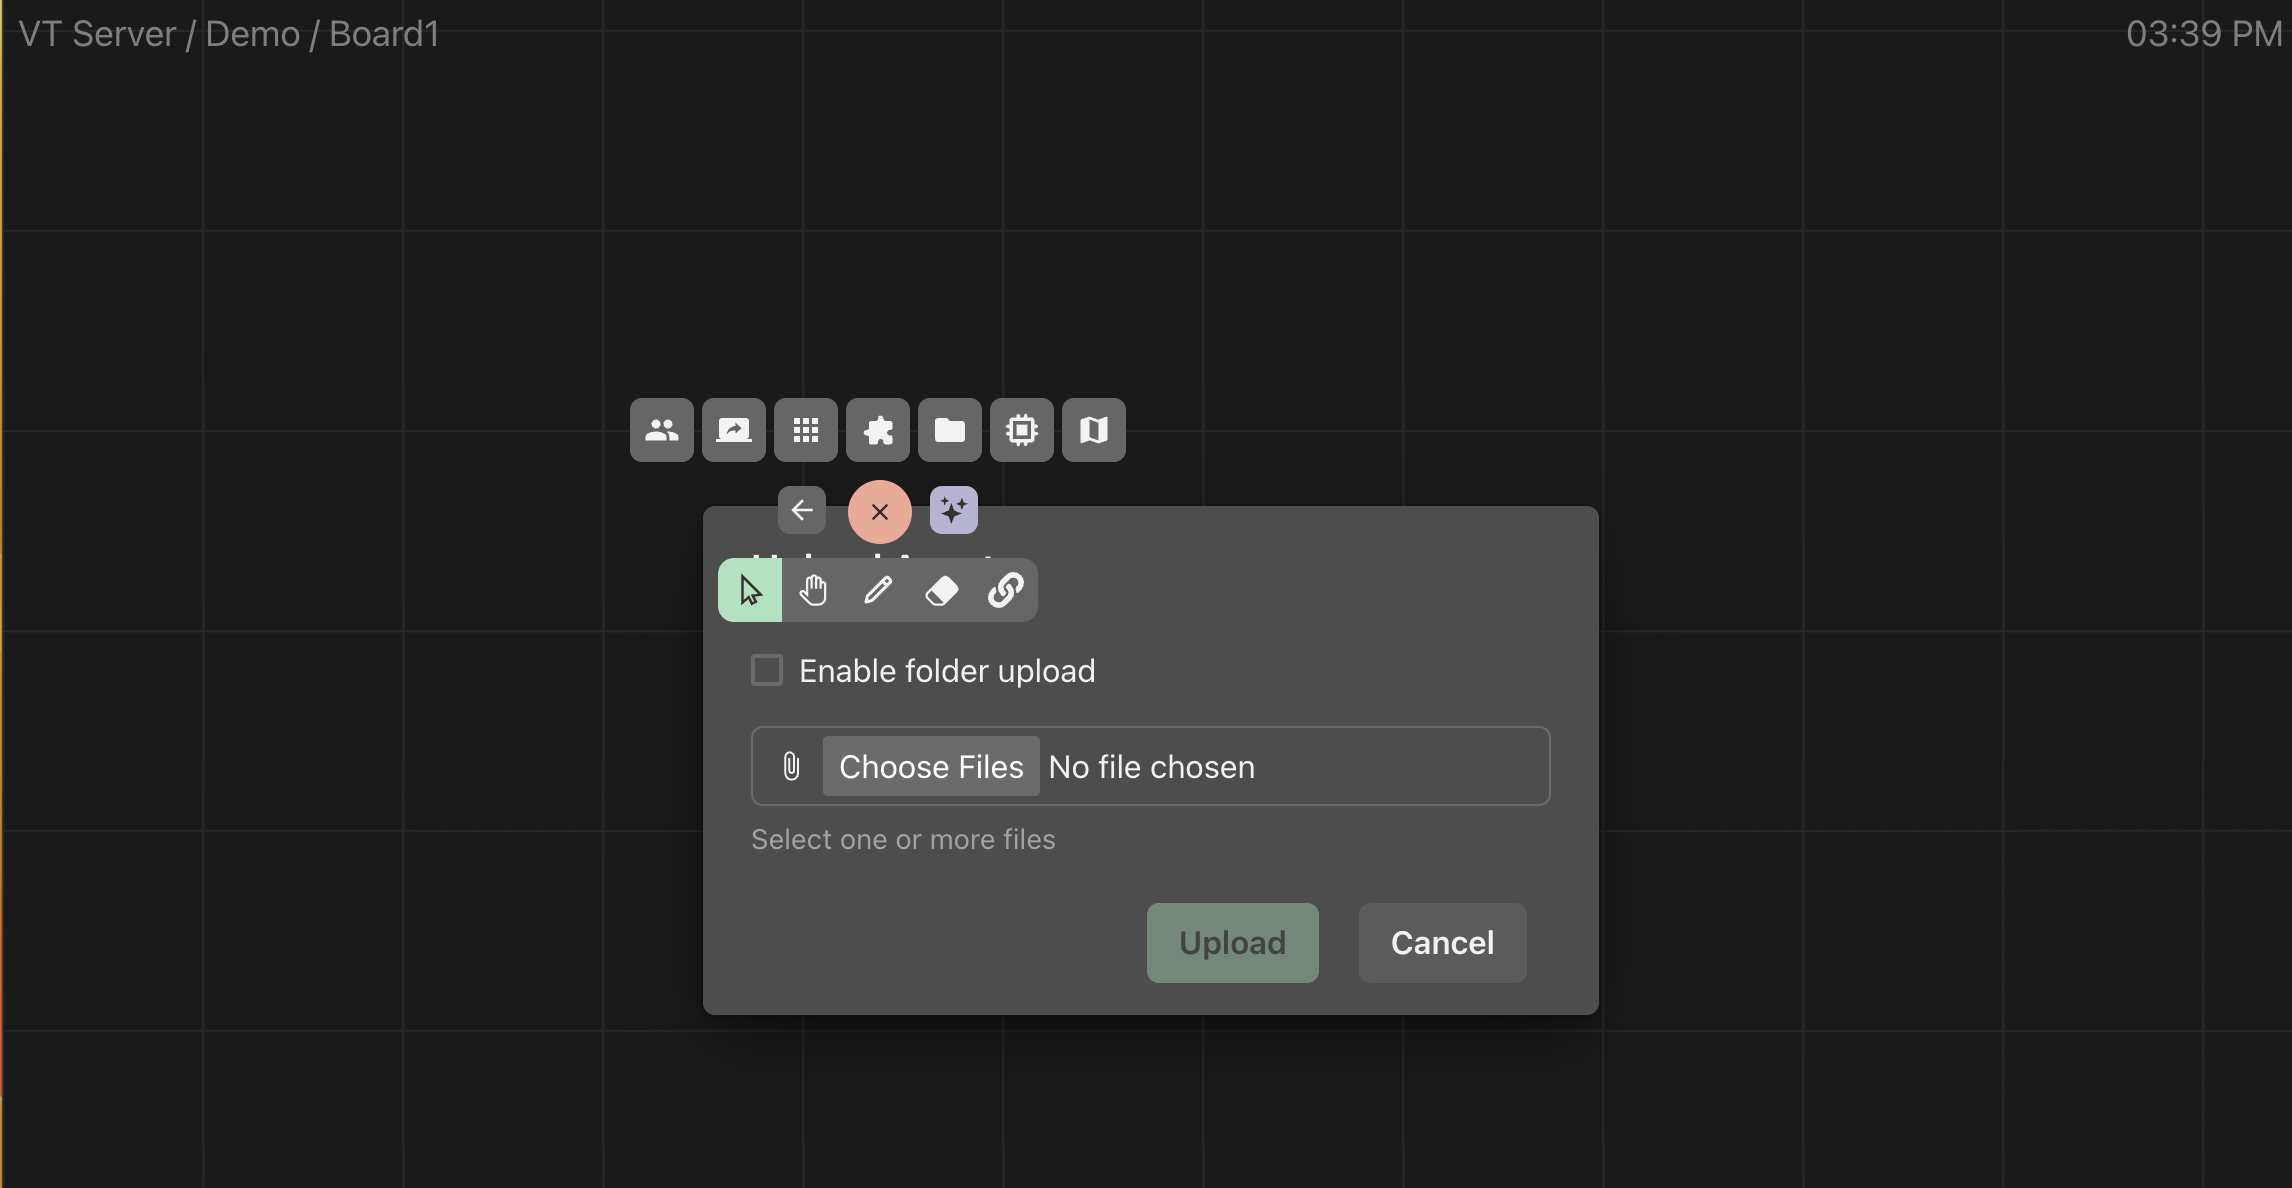 VT Server / Demo / Board1
03:39 PM
Enable folder upload
Choose Files No file chosen
Select one or more files
Upload
Cancel